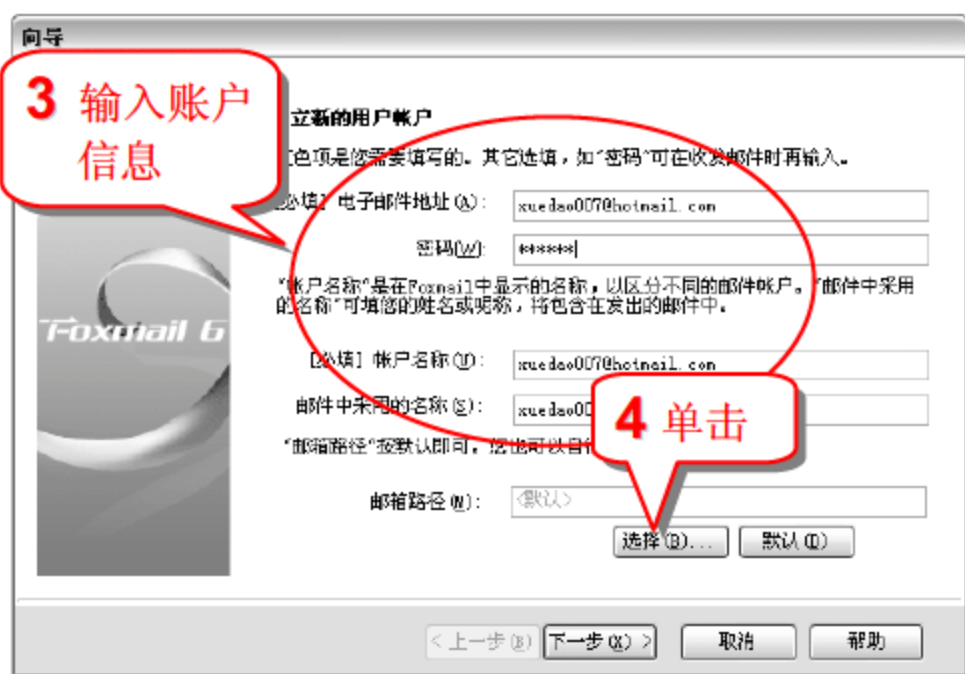 向导
3 输入账户
信息
立新的用户帐户
色项是您需要填写的。其它选填，如“密码”可在收发邮件时再输入。
必填] 电子邮件地址(A):
xuedao007@hotmail.com
密码(W):
******
“帐户名称”是在Foxmail中显示的名称，以区分不同的邮件帐户。“邮件中采用
的名称”可填您的姓名或昵称，将包含在发出的邮件中。
Foxmail 6
[必填] 帐户名称(U):
xuedao007@hotmail.com
邮件中采用的名称(S):
xuedao00
4 单击
“邮箱路径”按默认即可。您也可以自
邮箱路径(N):
<默认>
选择(B)...
默认(D)
< 上一步(B)
下一步(X) >
取消
帮助